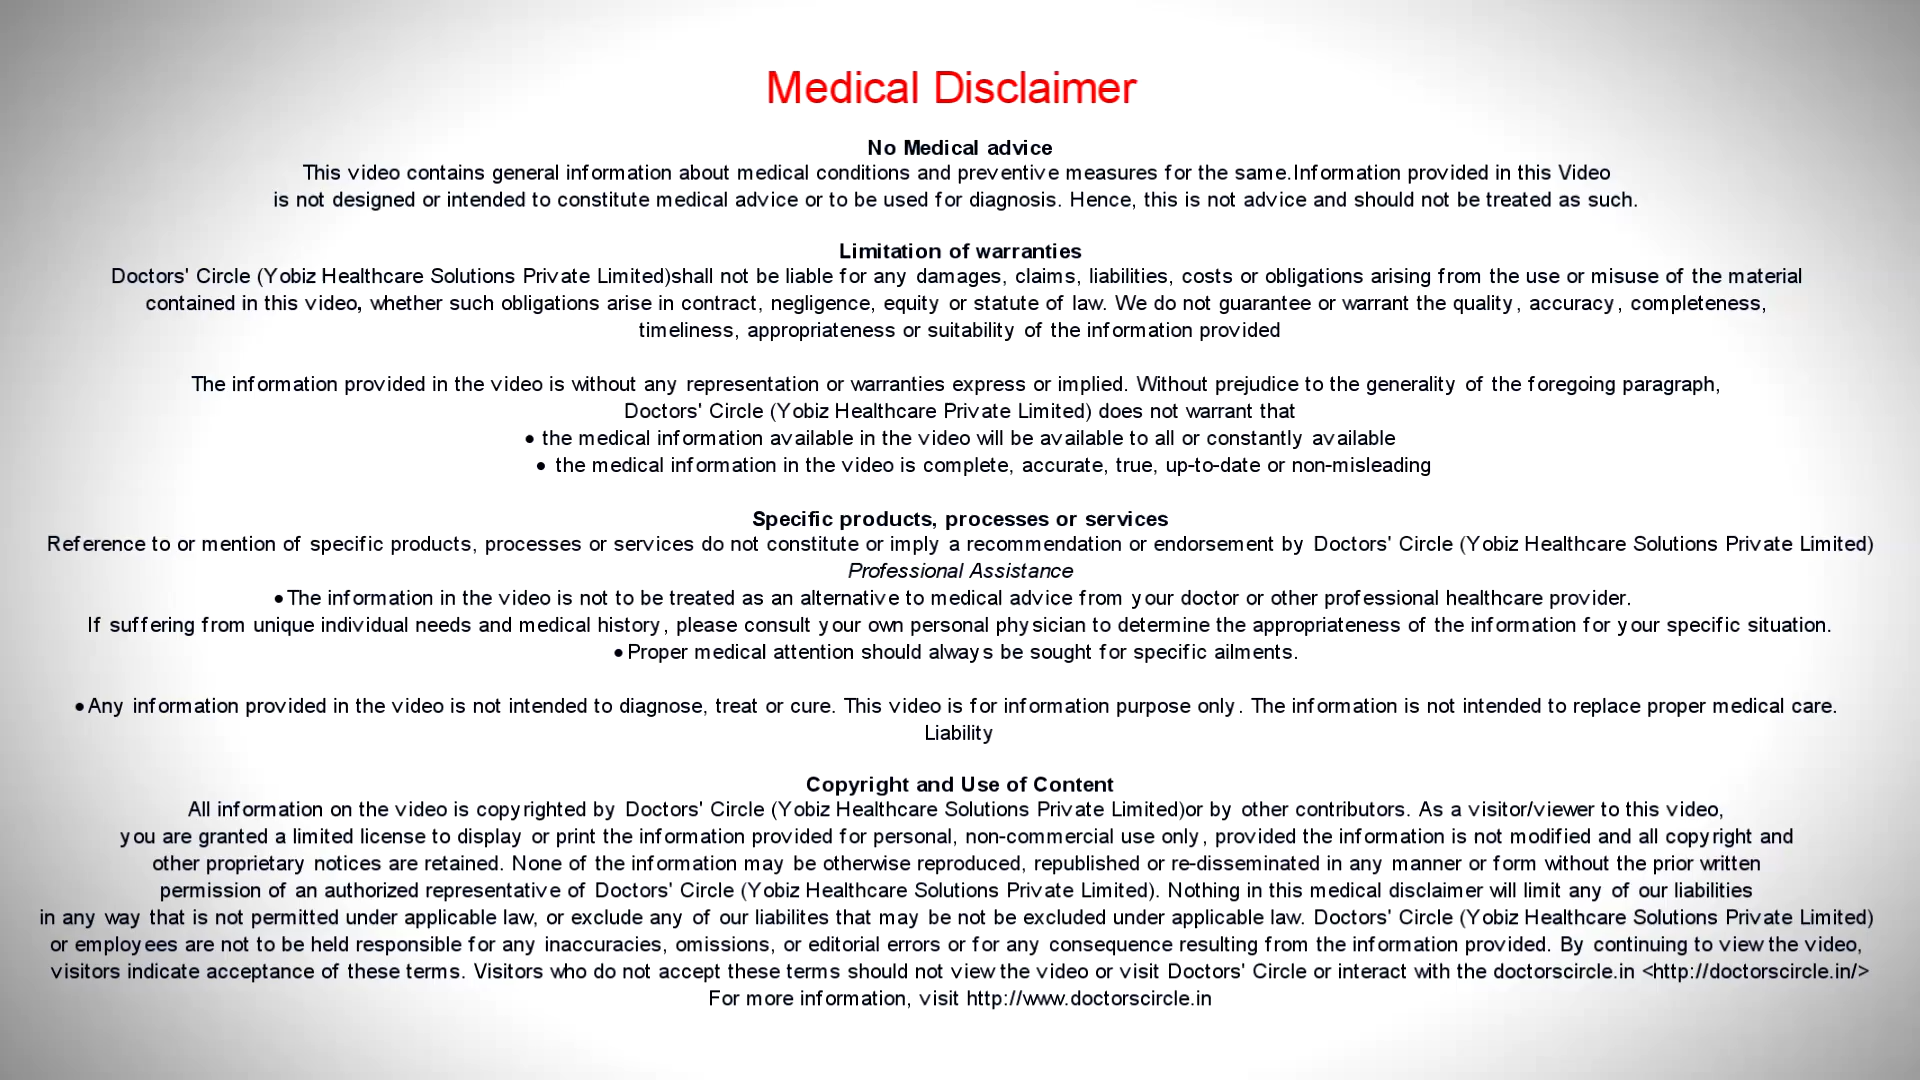 Medical Disclaimer
No Medical advice
This video contains general information about medical conditions and preventive measures for the same.Information provided in this Video
is not designed or intended to constitute medical advice or to be used for diagnosis. Hence, this is not advice and should not be treated as such.
Limitation of warranties
Doctors' Circle (Yobiz Healthcare Solutions Private Limited)shall not be liable for any damages, claims, liabilities, costs or obligations arising from the use or misuse of the material
contained in this video, whether such obligations arise in contract, negligence, equity or statute of law. We do not guarantee or warrant the quality, accuracy, completeness,
timeliness, appropriateness or suitability of the information provided
The information provided in the video is without any representation or warranties express or implied. Without prejudice to the generality of the foregoing paragraph,
Doctors' Circle (Yobiz Healthcare Private Limited) does not warrant that
• the medical information available in the video will be available to all or constantly available
• the medical information in the video is complete, accurate, true, up-to-date or non-misleading
Specific products, processes or services
Reference to or mention of specific products, processes or services do not constitute or imply a recommendation or endorsement by Doctors' Circle (Yobiz Healthcare Solutions Private Limited)
Professional Assistance
•The information in the video is not to be treated as an alternative to medical advice from your doctor or other professional healthcare provider.
If suffering from unique individual needs and medical history, please consult your own personal physician to determine the appropriateness of the information for your specific situation.
•Proper medical attention should always be sought for specific ailments.
•Any information provided in the video is not intended to diagnose, treat or cure. This video is for information purpose only. The information is not intended to replace proper medical care.
Liability
Copyright and Use of Content
All information on the video is copyrighted by Doctors' Circle (Yobiz Healthcare Solutions Private Limited)or by other contributors. As a visitor/viewer to this video,
you are granted a limited license to display or print the information provided for personal, non-commercial use only, provided the information is not modified and all copyright and
other proprietary notices are retained. None of the information may be otherwise reproduced, republished or re-disseminated in any manner or form without the prior written
permission of an authorized representative of Doctors' Circle (Yobiz Healthcare Solutions Private Limited). Nothing in this medical disclaimer will limit any of our liabilities
in any way that is not permitted under applicable law, or exclude any of our liabilites that may be not be excluded under applicable law. Doctors' Circle (Yobiz Healthcare Solutions Private Limited)
or employees are not to be held responsible for any inaccuracies, omissions, or editorial errors or for any consequence resulting from the information provided. By continuing to view the video,
visitors indicate acceptance of these terms. Visitors who do not accept these terms should not view the video or visit Doctors' Circle or interact with the doctorscircle.in <http://doctorscircle.in/>
For more information, visit http://www.doctorscircle.in